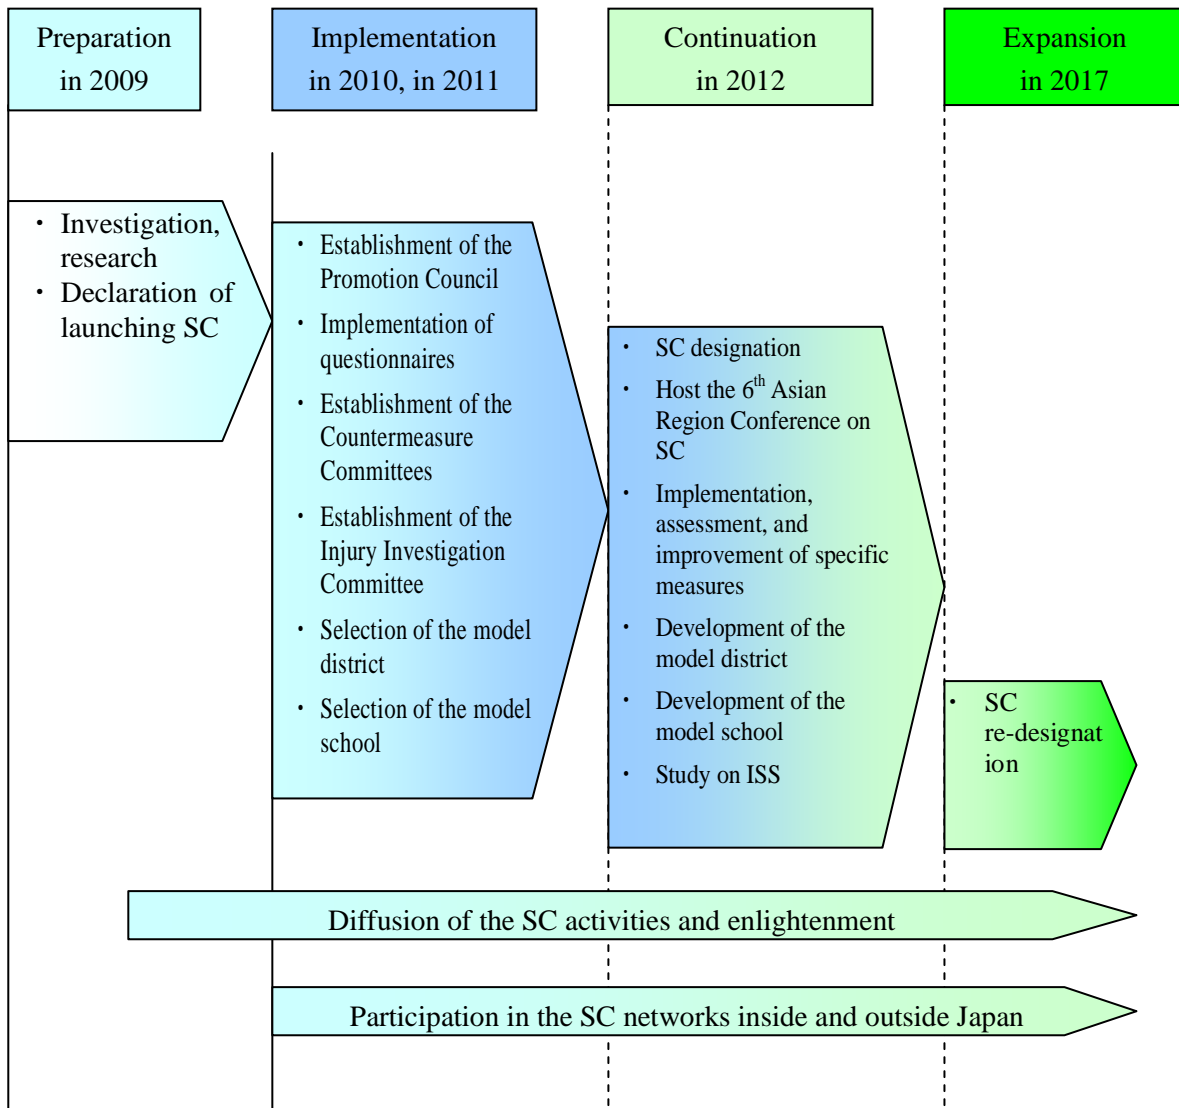 Preparation
in 2009
Implementation
in 2010, in 2011
Continuation
in 2012
Expansion
in 2017
・ Investigation,
research
・ Declaration of
launching SC
・ Establishment of the
Promotion Council
・ Implementation of
questionnaires
・ Establishment of the
Countermeasure
Committees
・ Establishment of the
Injury Investigation
Committee
・ Selection of the model
district
・ Selection of the model
school
・ SC designation
・ Host the 6th Asian
Region Conference on
SC
・ Implementation,
assessment, and
improvement of specific
measures
・ Development of the
model district
・ Development of the
model school
・ Study on ISS
・ SC
re-designat
ion
Diffusion of the SC activities and enlightenment
Participation in the SC networks inside and outside Japan